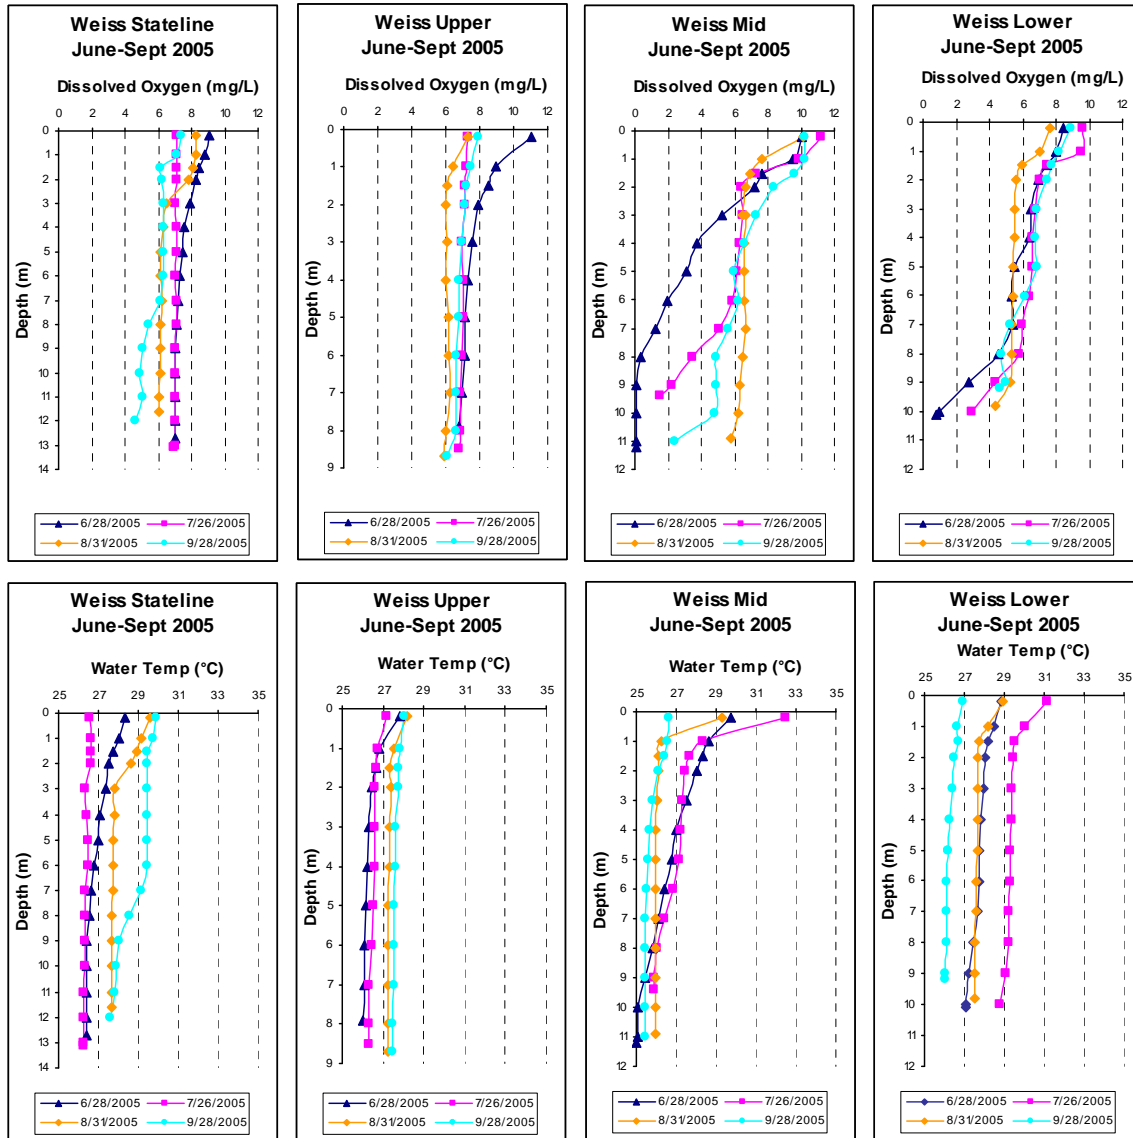 Weiss Stateline
June-Sept 2005
Dissolved Oxygen (mg/L)
0 2 4 6 8 10 12
0
1
2
3
4
5
6
7
8
9
10
11
12
13
14
Depth (m)
6/28/2005 7/26/2005
8/31/2005 9/28/2005
Weiss Upper
June-Sept 2005
Dissolved Oxygen (mg/L)
0 2 4 6 8 10 12
0
1
2
3
4
5
6
7
8
9
Depth (m)
6/28/2005 7/26/2005
8/31/2005 9/28/2005
Weiss Mid
June-Sept 2005
Dissolved Oxygen (mg/L)
0 2 4 6 8 10 12
0
1
2
3
4
5
6
7
8
9
10
11
12
Depth (m)
6/28/2005 7/26/2005
8/31/2005 9/28/2005
Weiss Lower
June-Sept 2005
Dissolved Oxygen (mg/L)
0 2 4 6 8 10 12
0
1
2
3
4
5
6
7
8
9
10
11
12
Depth (m)
6/28/2005 7/26/2005
8/31/2005 9/28/2005
Weiss Stateline
June-Sept 2005
Water Temp (°C)
25 27 29 31 33 35
0
1
2
3
4
5
6
7
8
9
10
11
12
13
14
Depth (m)
6/28/2005 7/26/2005
8/31/2005 9/28/2005
Weiss Upper
June-Sept 2005
Water Temp (°C)
25 27 29 31 33 35
0
1
2
3
4
5
6
7
8
9
Depth (m)
6/28/2005 7/26/2005
8/31/2005 9/28/2005
Weiss Mid
June-Sept 2005
Water Temp (°C)
25 27 29 31 33 35
0
1
2
3
4
5
6
7
8
9
10
11
12
Depth (m)
6/28/2005 7/26/2005
8/31/2005 9/28/2005
Weiss Lower
June-Sept 2005
Water Temp (°C)
25 27 29 31 33 35
0
1
2
3
4
5
6
7
8
9
10
11
12
Depth (m)
6/28/2005 7/26/2005
8/31/2005 9/28/2005